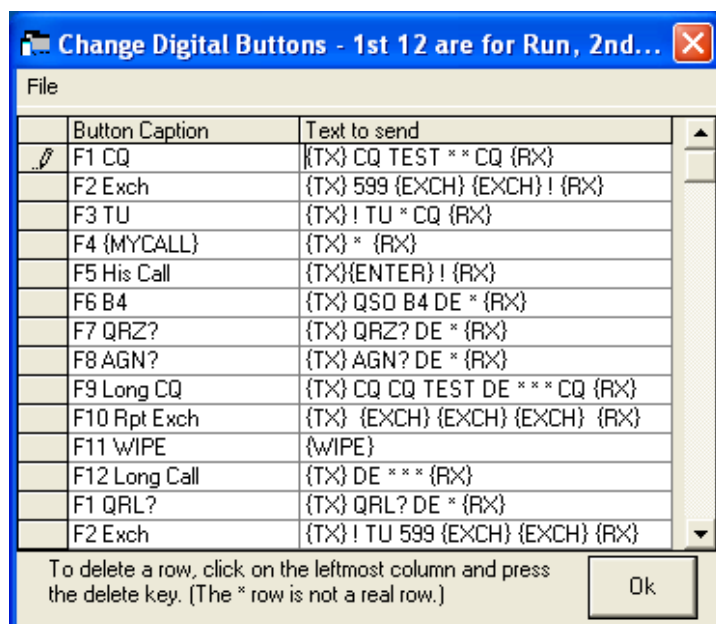 Change Digital Buttons - 1st 12 are for Run, 2nd...
File
Button Caption Text to send
F1 CQ {TX} CQ TEST * * CQ {RX}
F2 Exch {TX} 599 {EXCH} {EXCH} ! {RX}
F3 TU {TX} ! TU * CQ {RX}
F4 {MYCALL} {TX} * {RX}
F5 His Call {TX}{ENTER} ! {RX}
F6 B4 {TX} QSO B4 DE * {RX}
F7 QRZ? {TX} QRZ? DE * {RX}
F8 AGN? {TX} AGN? DE * {RX}
F9 Long CQ {TX} CQ CQ TEST DE * * * CQ {RX}
F10 Rpt Exch {TX} {EXCH} {EXCH} {EXCH} {RX}
F11 WIPE {WIPE}
F12 Long Call {TX} DE * * * {RX}
F1 QRL? {TX} QRL? DE * {RX}
F2 Exch {TX} ! TU 599 {EXCH} {EXCH} {RX}
To delete a row, click on the leftmost column and press
the delete key. (The * row is not a real row.)
Ok